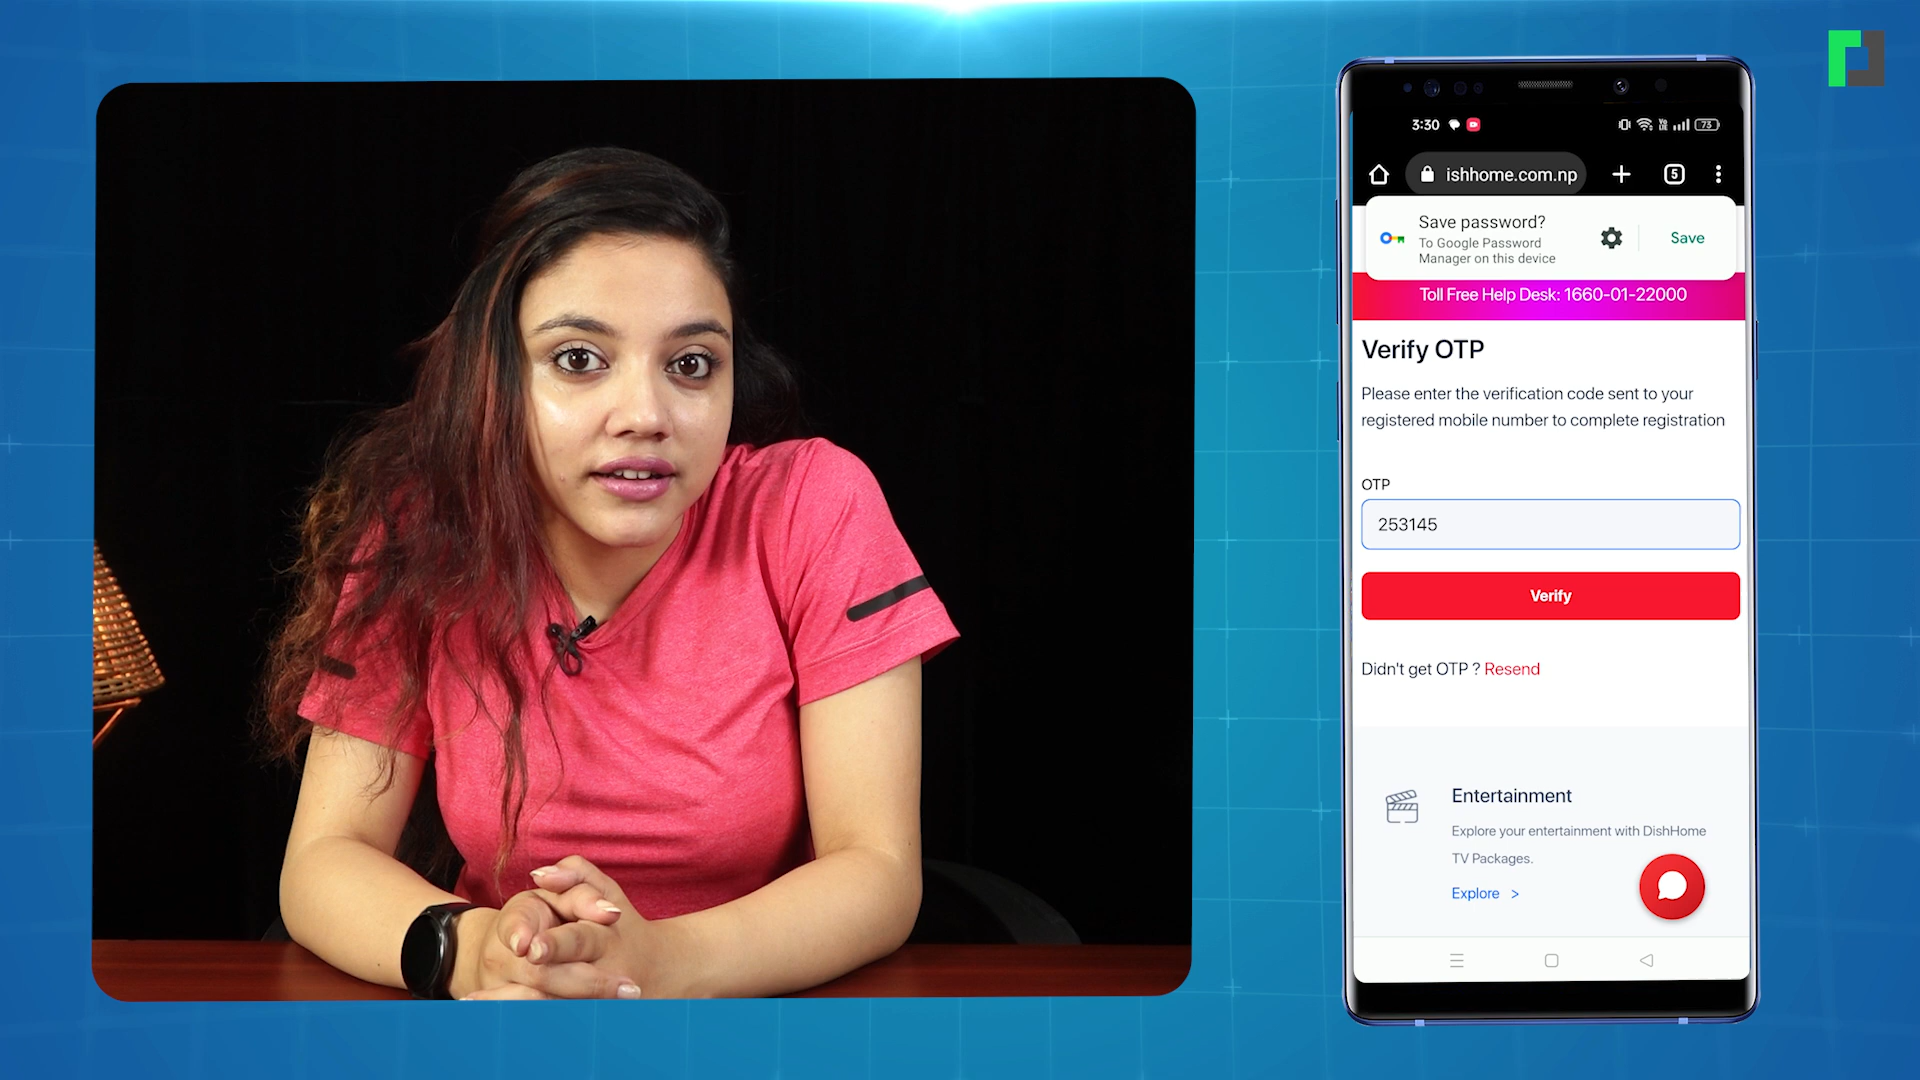 3:30
73
ishhome.com.np
5
Save password?
To Google Password
Manager on this device
Save
Toll Free Help Desk: 1660-01-22000
Verify OTP
Please enter the verification code sent to your
registered mobile number to complete registration
OTP
253145
Verify
Didn't get OTP ? Resend
Entertainment
Explore your entertainment with DishHome
TV Packages.
Explore >